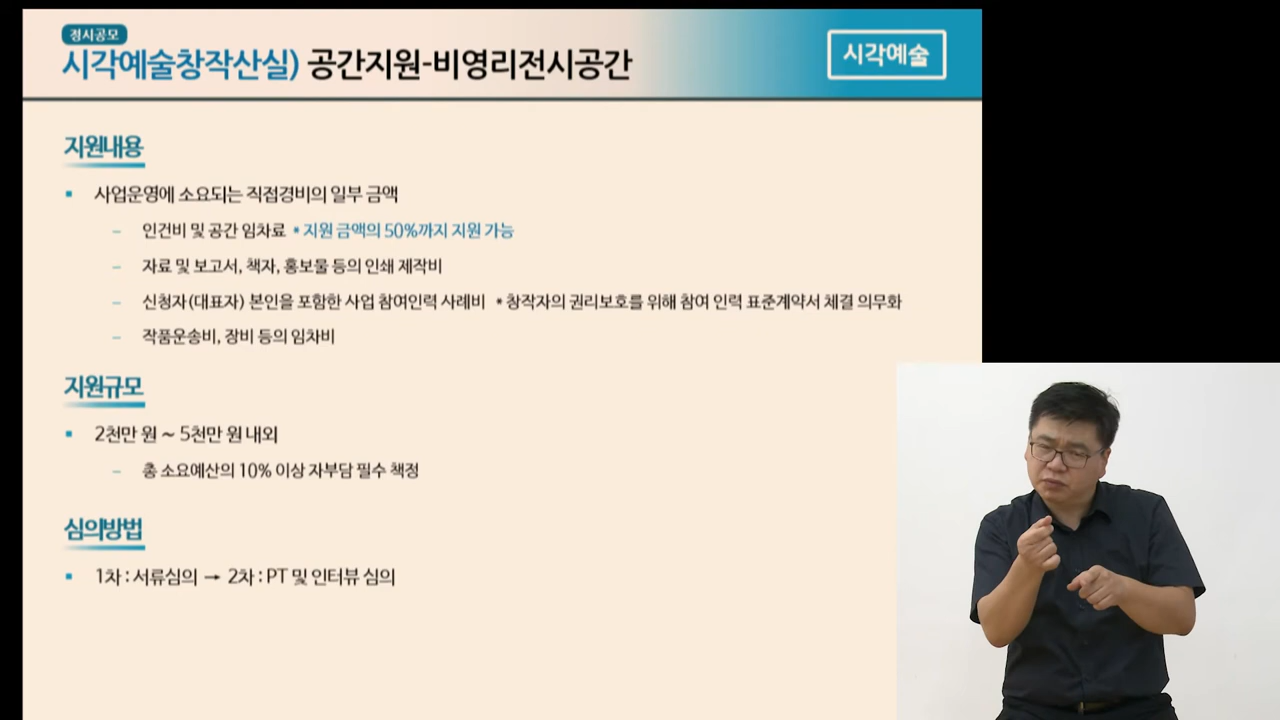 정시공모
시각예술창작산실) 공간지원-비영리전시공간
시각예술
지원내용
▪ 사업운영에 소요되는 직접경비의 일부 금액
– 인건비 및 공간 임차료 * 지원 금액의 50%까지 지원 가능
– 자료 및 보고서, 책자, 홍보물 등의 인쇄 제작비
– 신청자(대표자) 본인을 포함한 사업 참여인력 사례비 * 창작자의 권리보호를 위해 참여 인력 표준계약서 체결 의무화
– 작품운송비, 장비 등의 임차비
지원규모
▪ 2천만 원 ~ 5천만 원 내외
– 총 소요예산의 10% 이상 자부담 필수 책정
심의방법
▪ 1차 : 서류심의 → 2차 : PT 및 인터뷰 심의